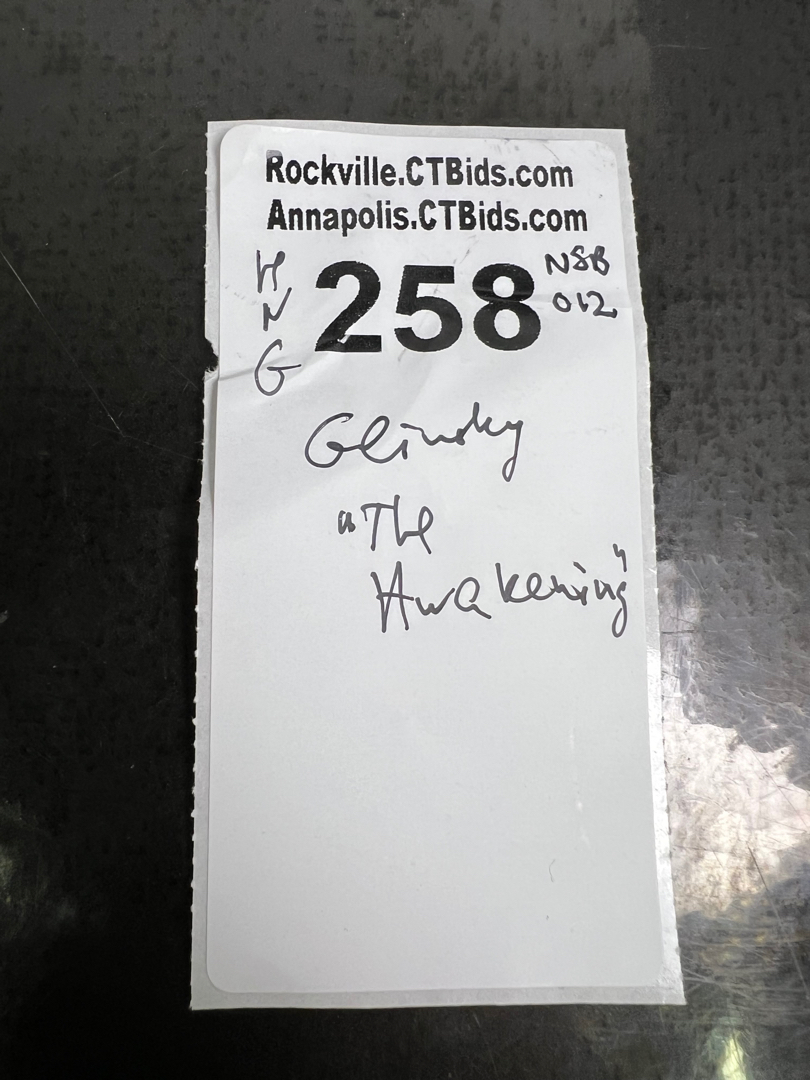 Rockville.CTBids.com
Annapolis.CTBids.com
H
N
G
258
NSB
012
Glinsky
"The
Awakening"